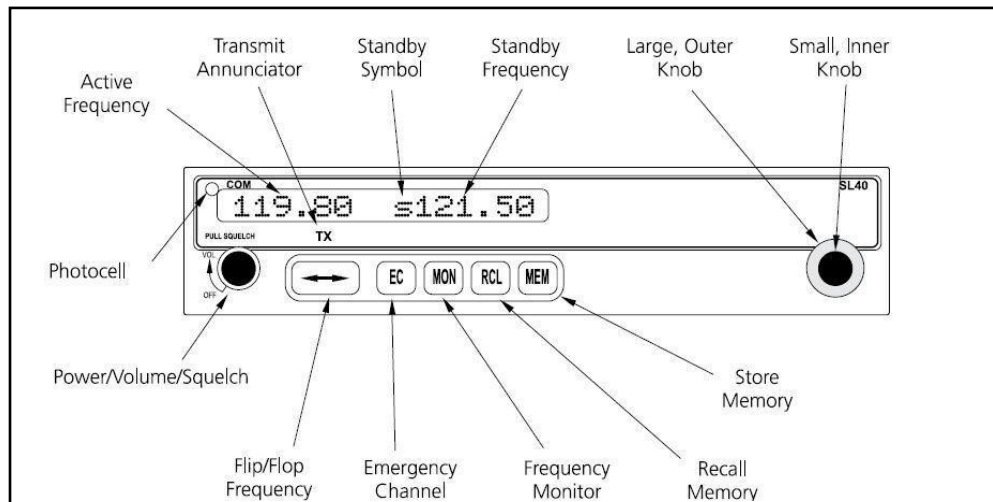 Transmit
Annunciator
Standby
Symbol
Standby
Frequency
Large, Outer
Knob
Small, Inner
Knob
Active
Frequency
COM
SL40
119.80 s121.50
PULL SQUELCH
TX
VOL
OFF
EC
MON
RCL
MEM
Photocell
Power/Volume/Squelch
Store
Memory
Flip/Flop
Frequency
Emergency
Channel
Frequency
Monitor
Recall
Memory